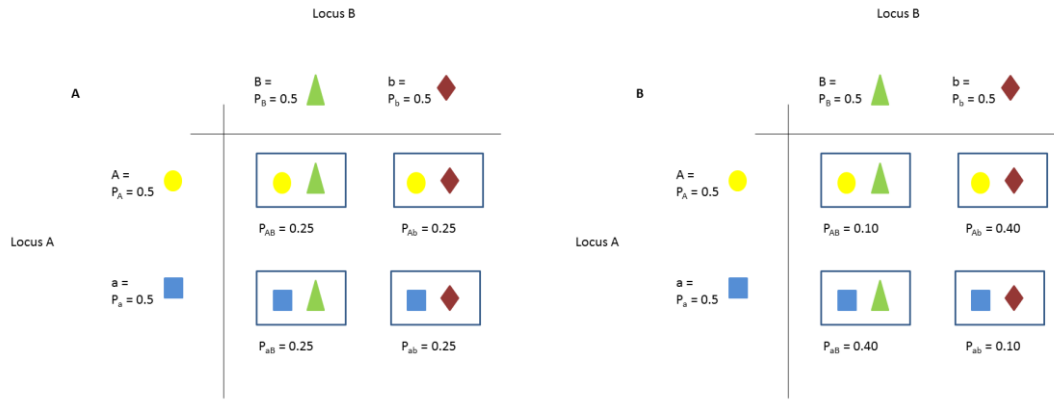 Locus B
A
B =
P_B = 0.5
b =
P_b = 0.5
A =
P_A = 0.5
P_AB = 0.25
P_Ab = 0.25
Locus A
a =
P_a = 0.5
P_aB = 0.25
P_ab = 0.25
Locus B
B
B =
P_B = 0.5
b =
P_b = 0.5
A =
P_A = 0.5
P_AB = 0.10
P_Ab = 0.40
Locus A
a =
P_a = 0.5
P_aB = 0.40
P_ab = 0.10